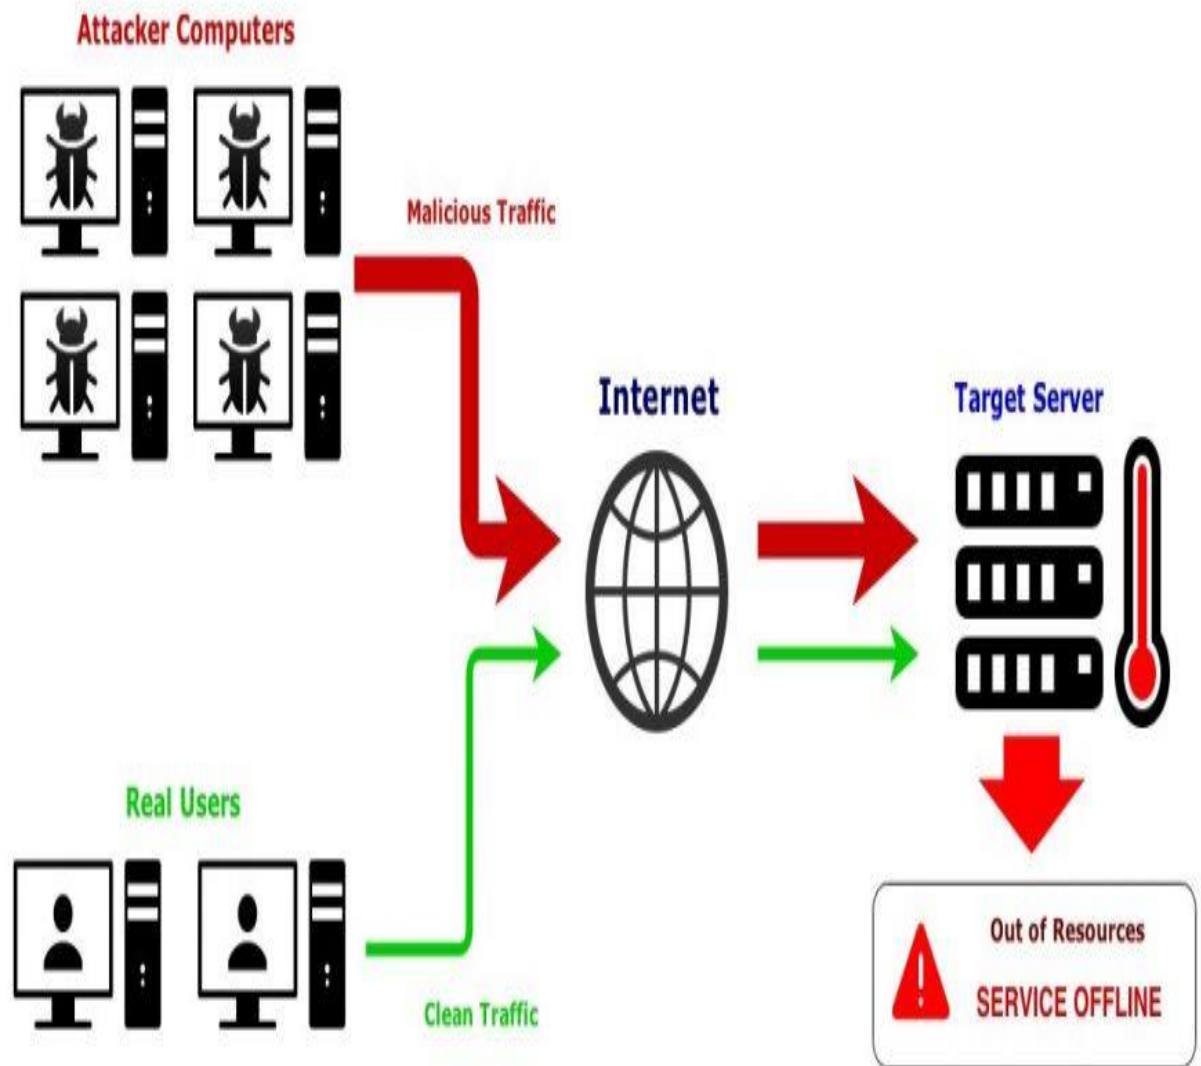 Attacker Computers
Malicious Traffic
Internet
Target Server
Real Users
Clean Traffic
Out of Resources
SERVICE OFFLINE